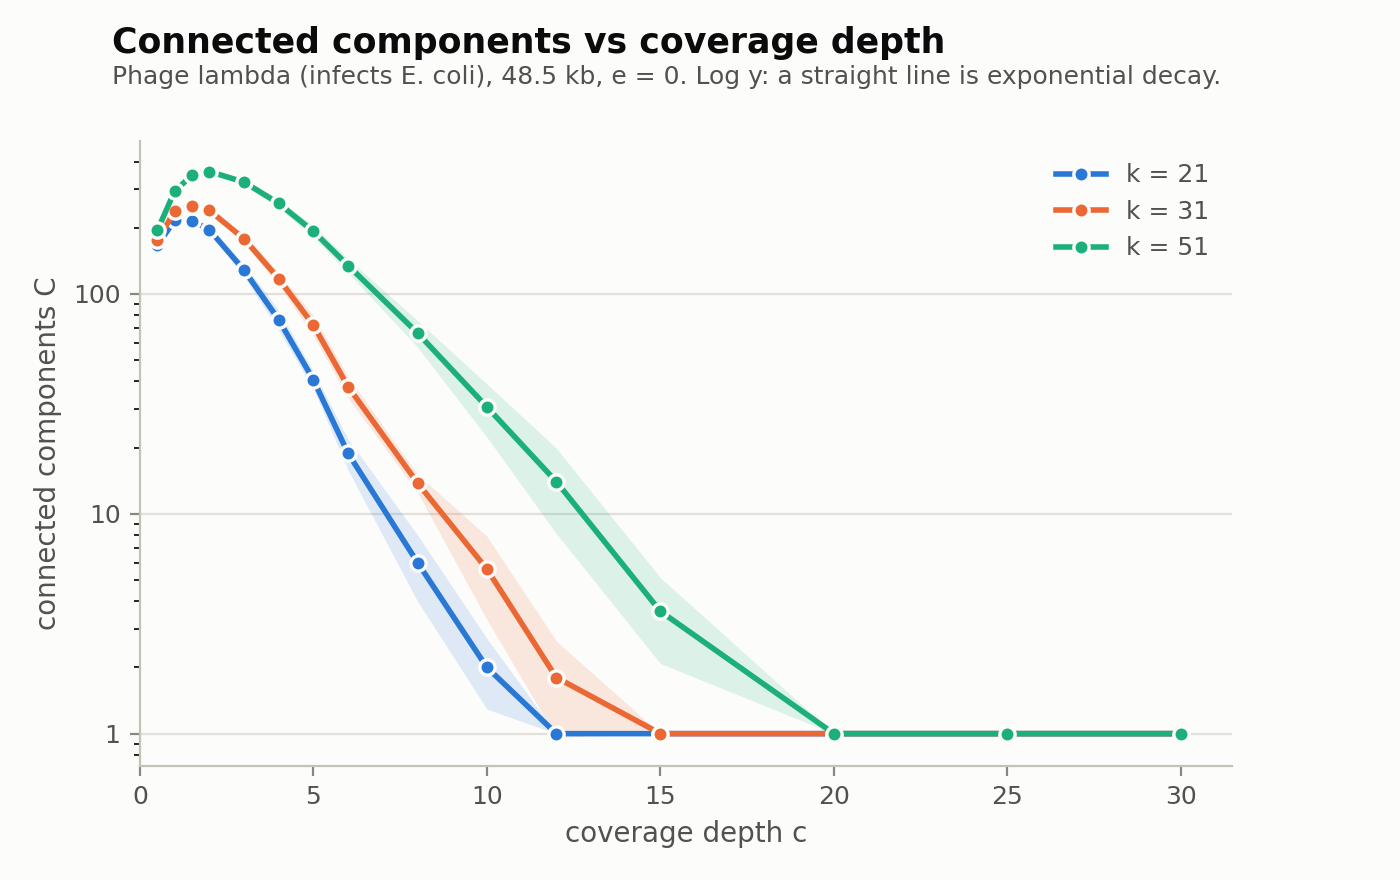 Connected components vs coverage depth
Phage lambda (infects E. coli), 48.5 kb, e = 0. Log y: a straight line is exponential decay.
k = 21
k = 31
k = 51
connected components C
100
10
1
0 5 10 15 20 25 30
coverage depth c